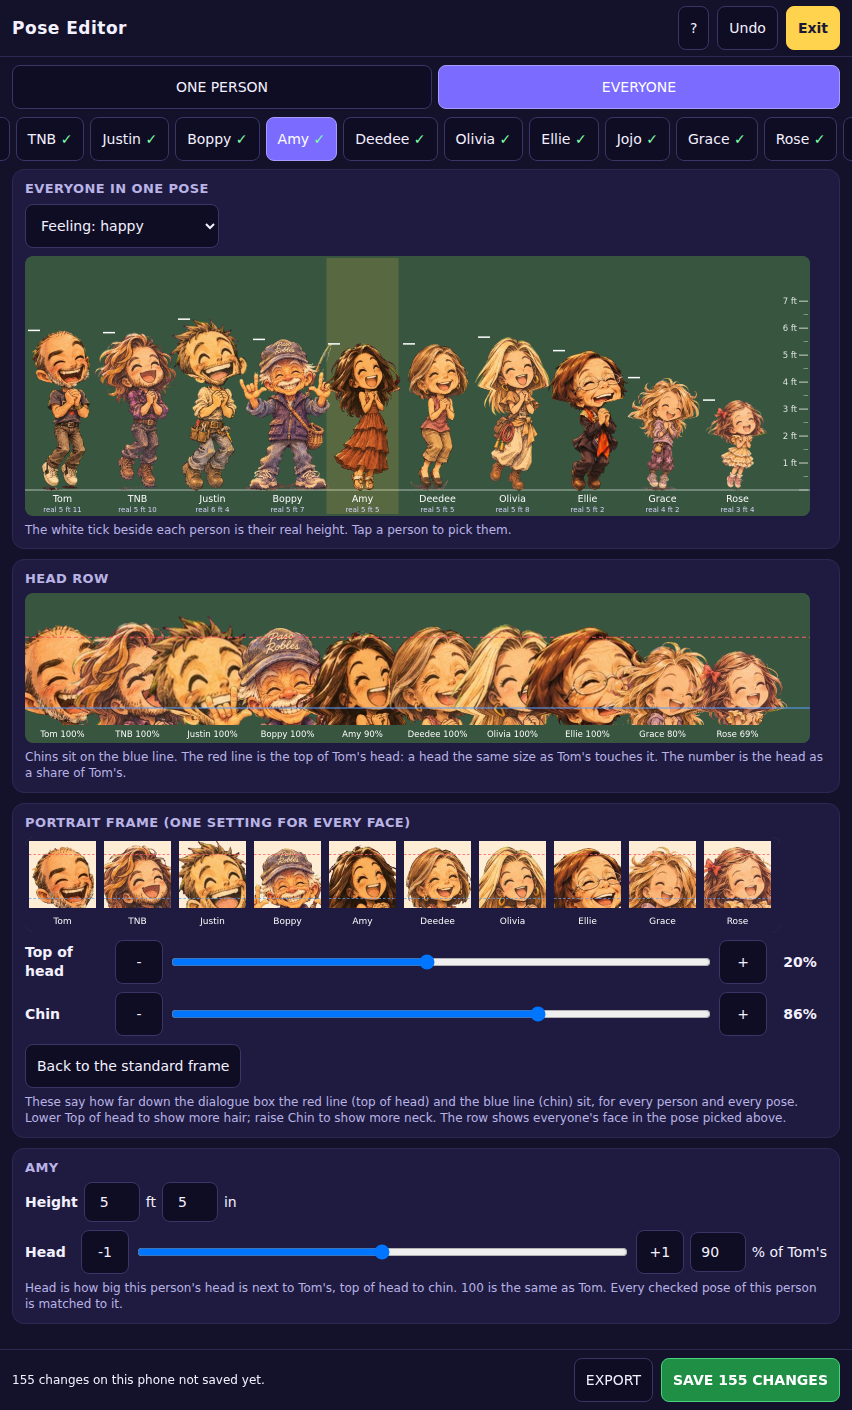 Pose Editor
?
Undo
Exit
ONE PERSON
EVERYONE
TNB ✓
Justin ✓
Boppy ✓
Amy ✓
Deedee ✓
Olivia ✓
Ellie ✓
Jojo ✓
Grace ✓
Rose ✓
EVERYONE IN ONE POSE
Feeling: happy
7 ft
6 ft
5 ft
4 ft
3 ft
2 ft
1 ft
Paso Robles
Tom
TNB
Justin
Boppy
Amy
Deedee
Olivia
Ellie
Grace
Rose
real 5 ft 11
real 5 ft 10
real 6 ft 4
real 5 ft 7
real 5 ft 5
real 5 ft 5
real 5 ft 8
real 5 ft 2
real 4 ft 2
real 3 ft 4
The white tick beside each person is their real height. Tap a person to pick them.
HEAD ROW
Paso
Robles
Tom 100%
TNB 100%
Justin 100%
Boppy 100%
Amy 90%
Deedee 100%
Olivia 100%
Ellie 100%
Grace 80%
Rose 69%
Chins sit on the blue line. The red line is the top of Tom's head: a head the same size as Tom's touches it. The number is the head as
a share of Tom's.
PORTRAIT FRAME (ONE SETTING FOR EVERY FACE)
Tom
TNB
Justin
Boppy
Amy
Deedee
Olivia
Ellie
Grace
Rose
Top of
head
-
+
20%
Chin
-
+
86%
Back to the standard frame
These say how far down the dialogue box the red line (top of head) and the blue line (chin) sit, for every person and every pose.
Lower Top of head to show more hair; raise Chin to show more neck. The row shows everyone's face in the pose picked above.
AMY
Height
5
ft
5
in
Head
-1
+1
90
% of Tom's
Head is how big this person's head is next to Tom's, top of head to chin. 100 is the same as Tom. Every checked pose of this person
is matched to it.
155 changes on this phone not saved yet.
EXPORT
SAVE 155 CHANGES